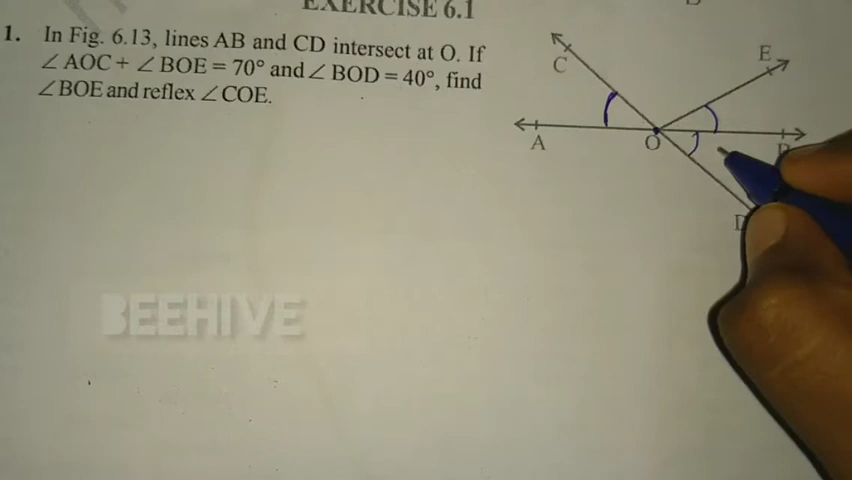 EXERCISE 6.1
1. In Fig. 6.13, lines AB and CD intersect at O. If
∠AOC + ∠BOE = 70° and ∠BOD = 40°, find
∠BOE and reflex ∠COE.
C
E
A
O
B
D
BEEHIVE